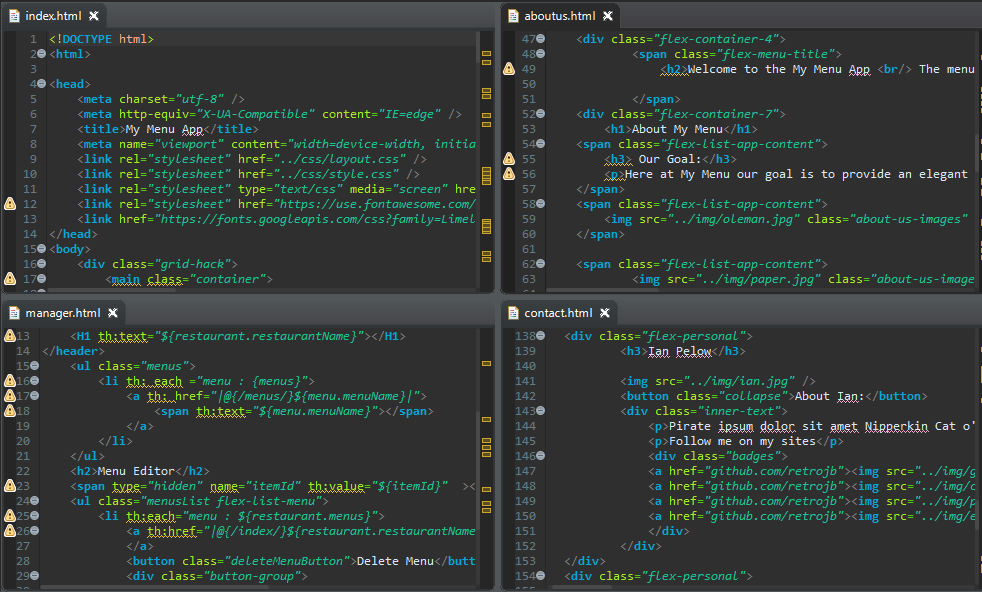 index.html
1 <!DOCTYPE html>
2 <html>
3
4 <head>
5 <meta charset="utf-8" />
6 <meta http-equiv="X-UA-Compatible" content="IE=edge" />
7 <title>My Menu App</title>
8 <meta name="viewport" content="width=device-width, initia
9 <link rel="stylesheet" href="../css/layout.css" />
10 <link rel="stylesheet" href="../css/style.css" />
11 <link rel="stylesheet" type="text/css" media="screen" hre
12 <link rel="stylesheet" href="https://use.fontawesome.com/
13 <link href="https://fonts.googleapis.com/css?family=Limel
14 </head>
15 <body>
16 <div class="grid-hack">
17 <main class="container">
aboutus.html
47 <div class="flex-container-4">
48 <span class="flex-menu-title">
49 <h2>Welcome to the My Menu App <br/> The menu
50
51 </span>
52 <div class="flex-container-7">
53 <h1>About My Menu</h1>
54 <span class="flex-list-app-content">
55 <h3> Our Goal:</h3>
56 <p>Here at My Menu our goal is to provide an elegant
57 </span>
58 <span class="flex-list-app-content">
59 <img src="../img/oleman.jpg" class="about-us-images"
60 </span>
61
62 <span class="flex-list-app-content">
63 <img src="../img/paper.jpg" class="about-us-image
manager.html
13 <H1 th:text="${restaurant.restaurantName}"></H1>
14 </header>
15 <ul class="menus">
16 <li th: each ="menu : {menus}">
17 <a th: href="|@{/menus/}${menu.menuName}|">
18 <span th:text="${menu.menuName}"></span>
19 </a>
20 </li>
21 </ul>
22 <h2>Menu Editor</h2>
23 <span type="hidden" name="itemId" th:value="${itemId}" ><
24 <ul class="menusList flex-list-menu">
25 <li th:each="menu : ${restaurant.menus}">
26 <a th:href="|@{/index/}${restaurant.restaurantName
27 </a>
28 <button class="deleteMenuButton">Delete Menu</butt
29 <div class="button-group">
contact.html
138 <div class="flex-personal">
139 <h3>Ian Pelow</h3>
140
141 <img src="../img/ian.jpg" />
142 <button class="collapse">About Ian:</button>
143 <div class="inner-text">
144 <p>Pirate ipsum dolor sit amet Nipperkin Cat o'
145 <p>Follow me on my sites</p>
146 <div class="badges">
147 <a href="github.com/retrojb"><img src="../img/g
148 <a href="github.com/retrojb"><img src="../img/c
149 <a href="github.com/retrojb"><img src="../img/p
150 <a href="github.com/retrojb"><img src="../img/e
151 </div>
152 </div>
153 </div>
154 <div class="flex-personal">